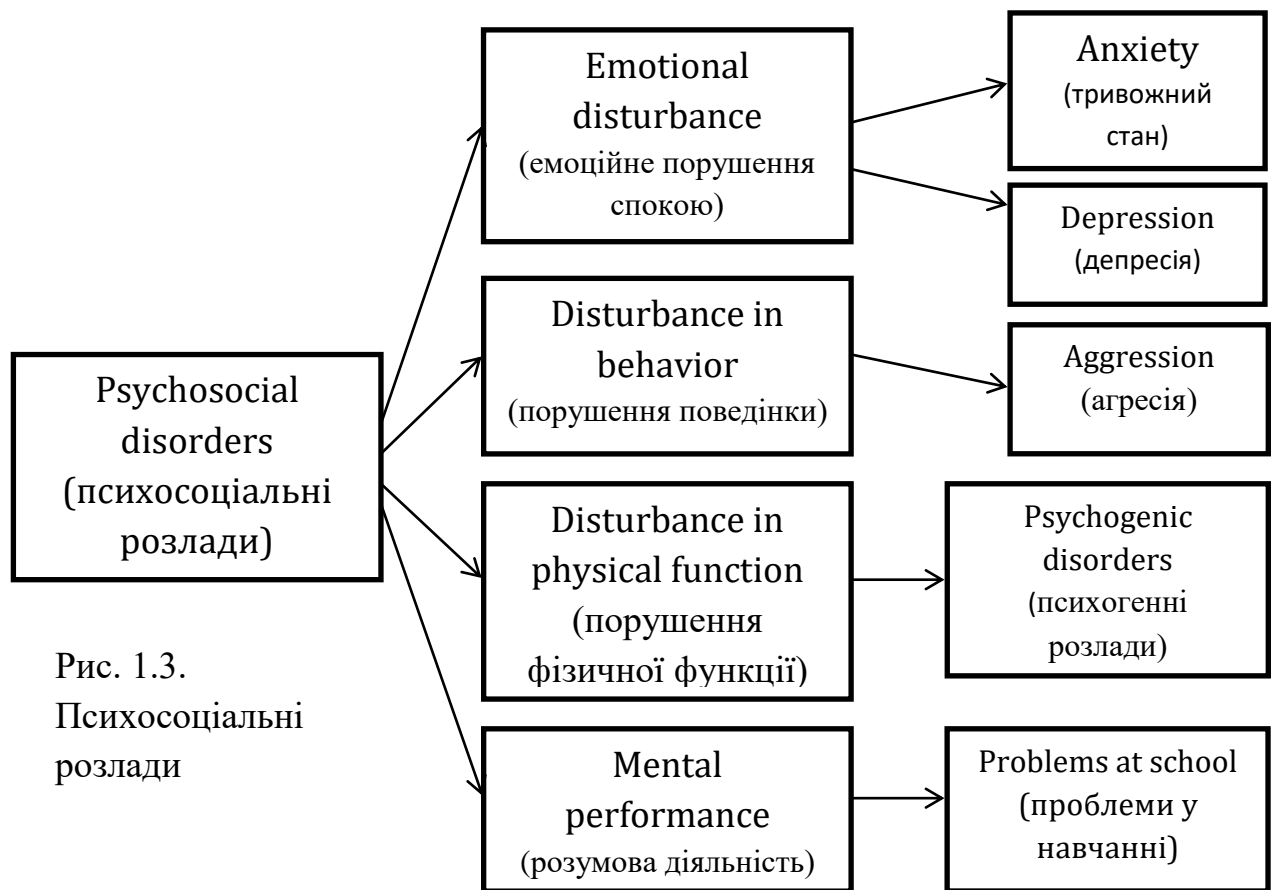 Psychosocial
disorders
(психосоціальні
розлади)
Emotional
disturbance
(емоційне порушення
спокою)
Anxiety
(тривожний
стан)
Depression
(депресія)
Disturbance in
behavior
(порушення поведінки)
Aggression
(агресія)
Disturbance in
physical function
(порушення
фізичної функції)
Psychogenic
disorders
(психогенні
розлади)
Mental
performance
(розумова діяльність)
Problems at school
(проблеми у
навчанні)
Рис. 1.3.
Психосоціальні
розлади